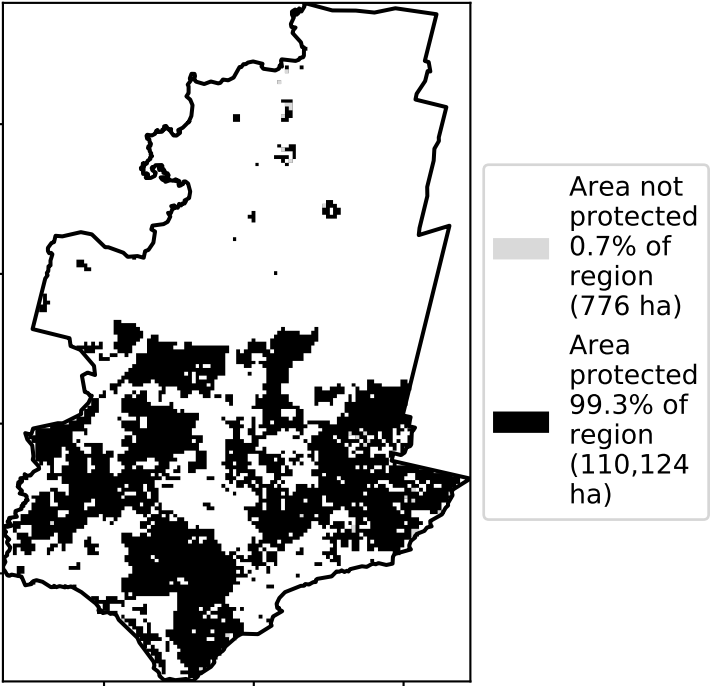 Area not
protected
0.7% of
region
(776 ha)
Area
protected
99.3% of
region
(110,124
ha)